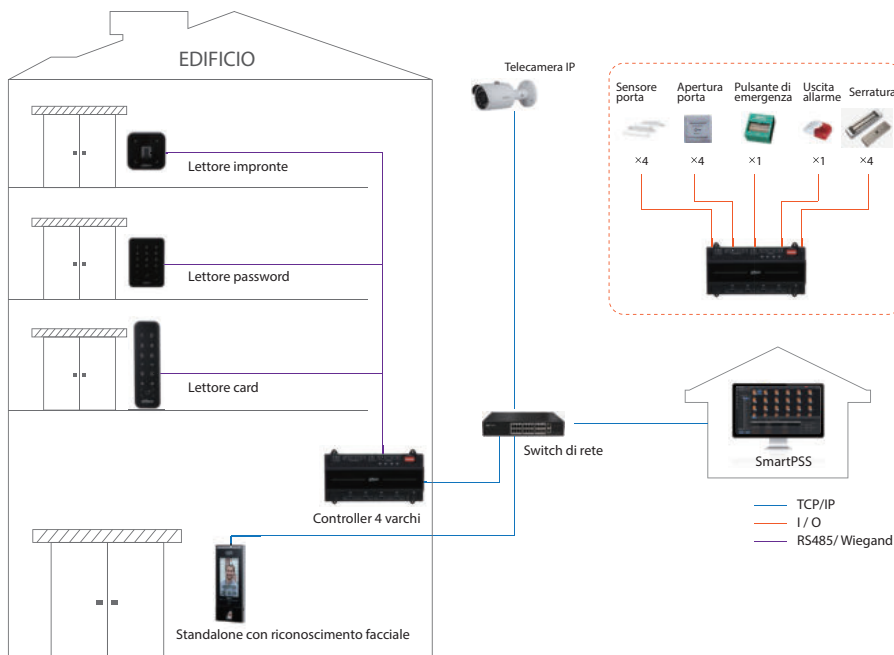 EDIFICIO
Lettore impronte
Lettore password
Lettore card
Controller 4 varchi
Standalone con riconoscimento facciale
Telecamera IP
Switch di rete
Sensore
porta
Apertura
porta
Pulsante di
emergenza
Uscita
allarme
Serratura
×4
×4
×1
×1
×4
SmartPSS
TCP/IP
I / O
RS485/ Wiegand